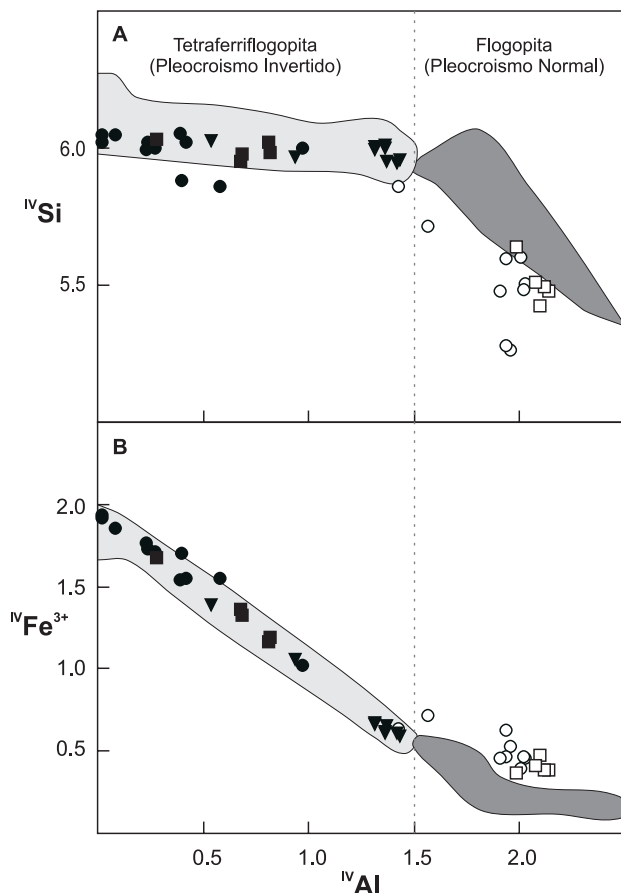 A
Tetraferriflogopita
(Pleocroismo Invertido)
Flogopita
(Pleocroismo Normal)
6.0
IVSi
5.5
B
2.0
1.5
IVFe3+
1.0
0.5
0.5
1.0
1.5
2.0
IVAl